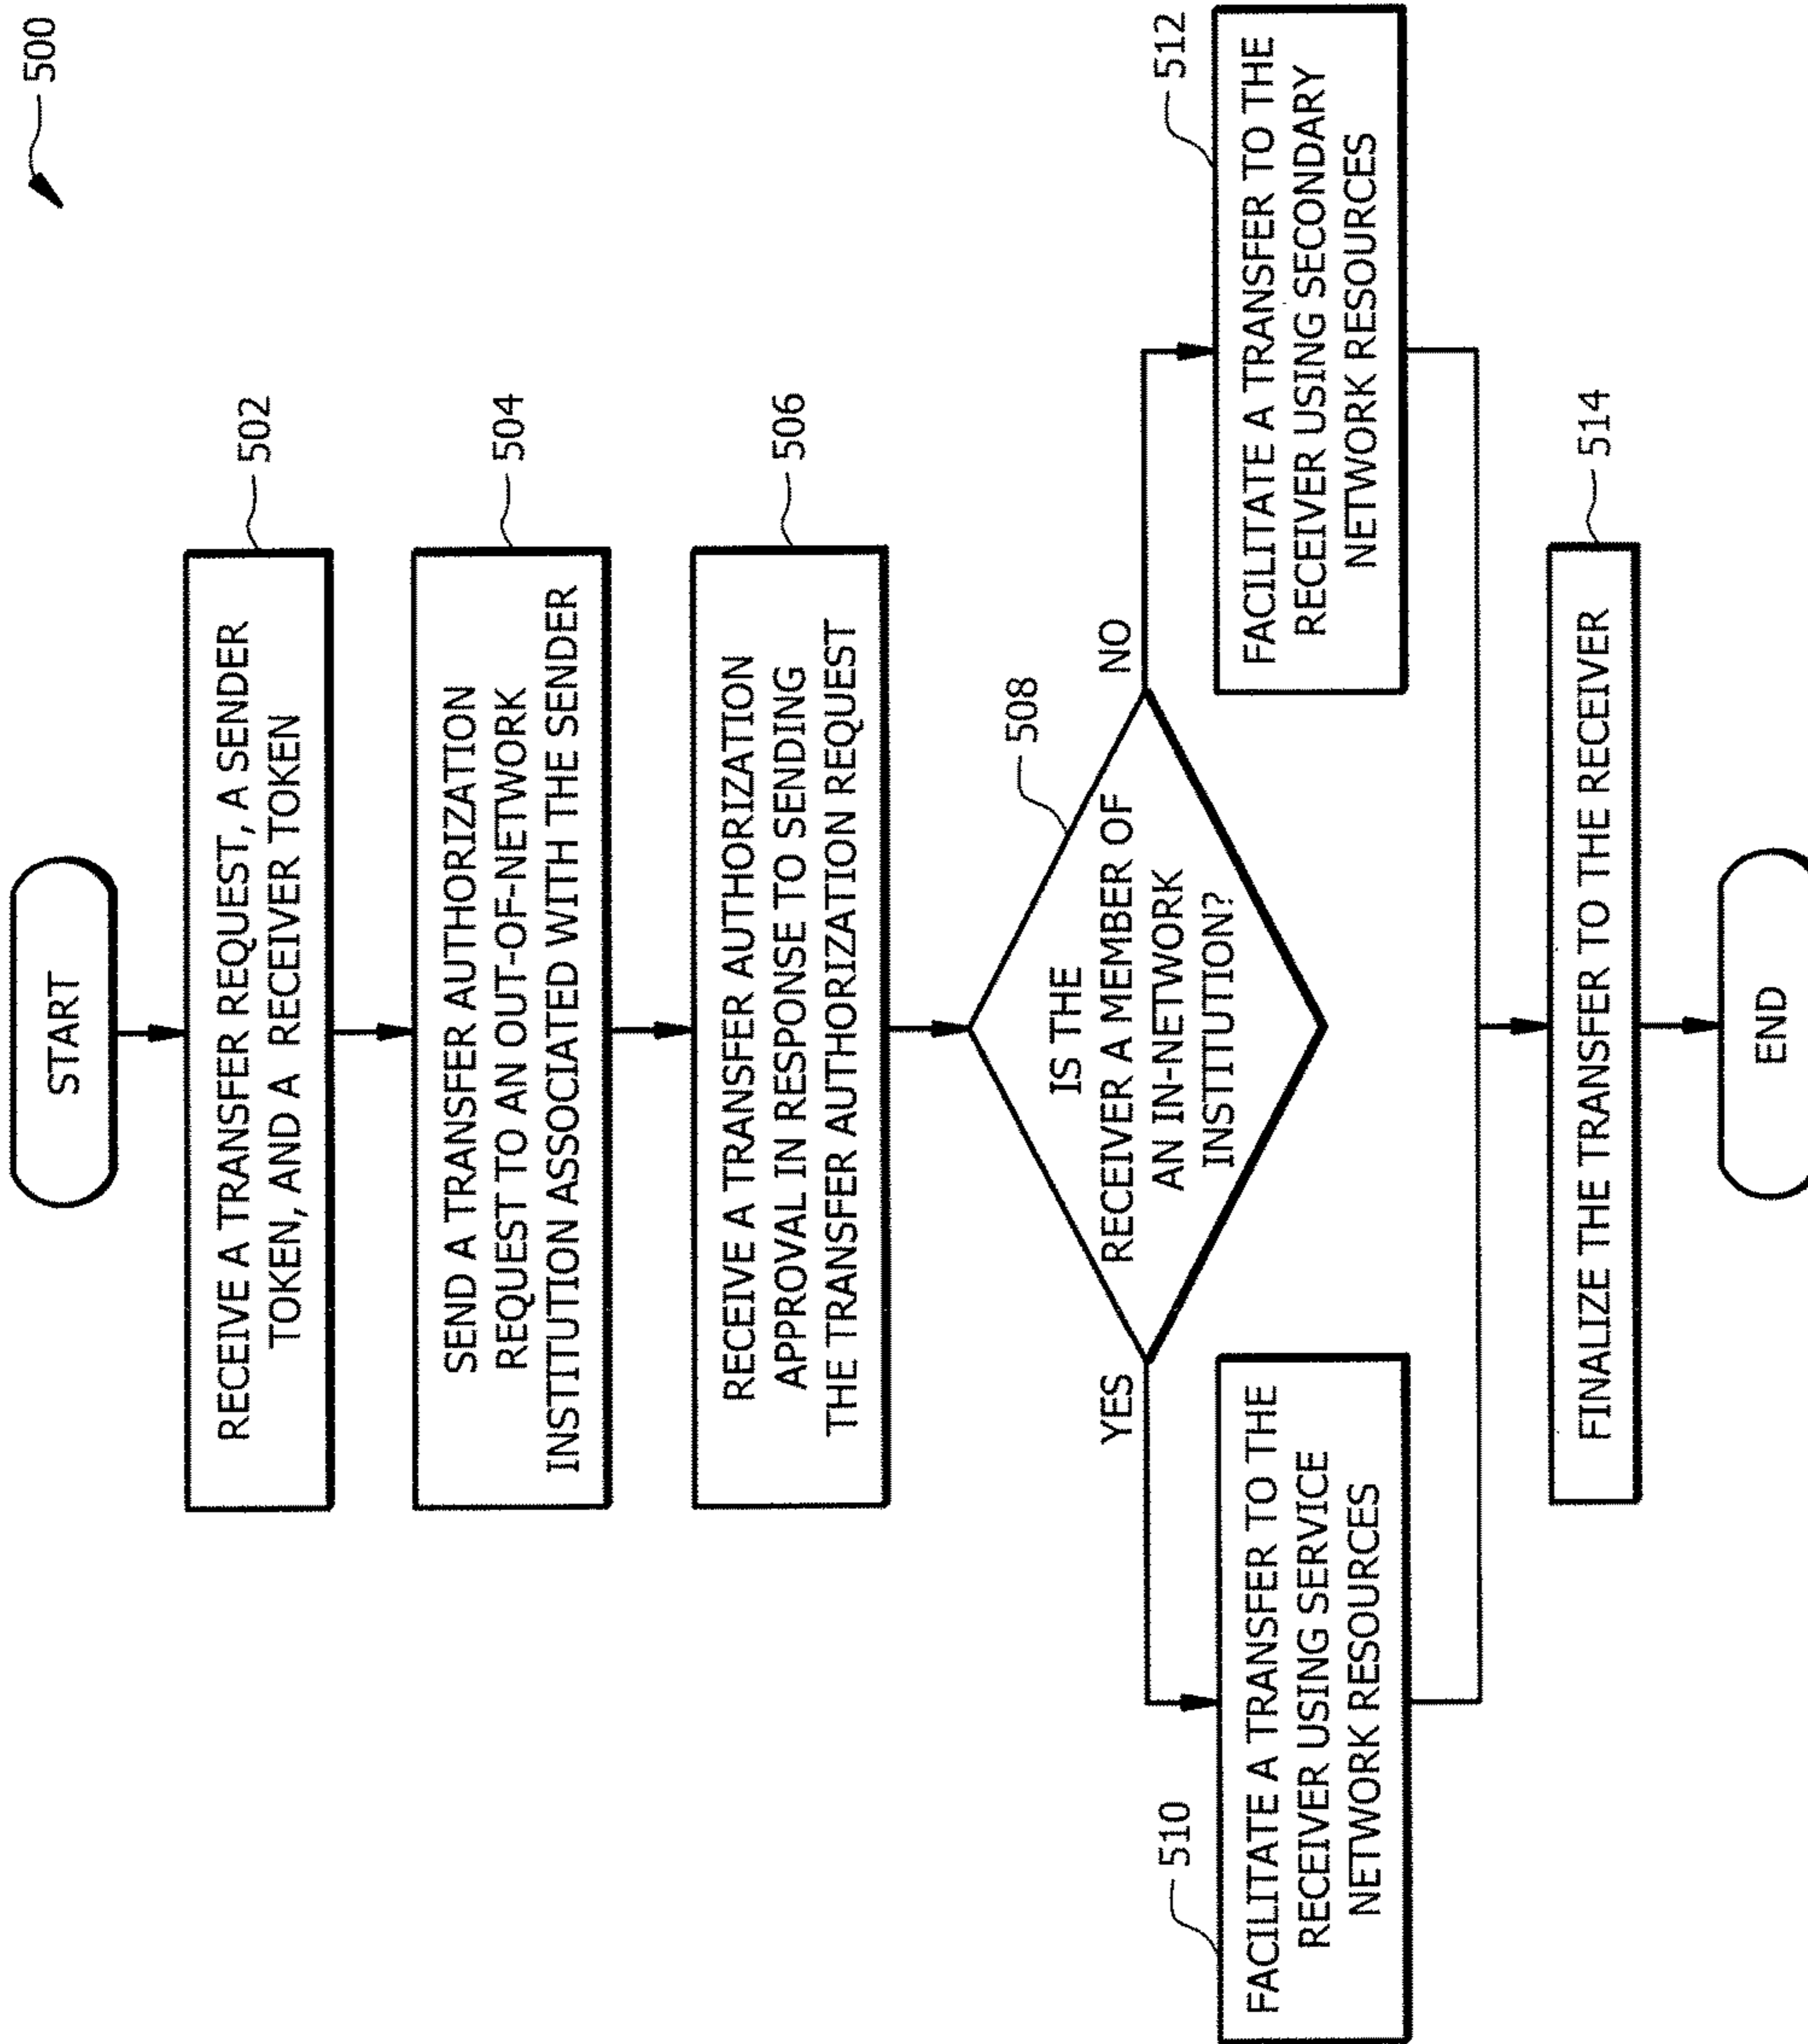 500
START
502
RECEIVE A TRANSFER REQUEST, A SENDER
TOKEN, AND A RECEIVER TOKEN
504
SEND A TRANSFER AUTHORIZATION
REQUEST TO AN OUT-OF-NETWORK
INSTITUTION ASSOCIATED WITH THE SENDER
506
RECEIVE A TRANSFER AUTHORIZATION
APPROVAL IN RESPONSE TO SENDING
THE TRANSFER AUTHORIZATION REQUEST
508
IS THE
RECEIVER A MEMBER OF
AN IN-NETWORK
INSTITUTION?
YES
NO
510
FACILITATE A TRANSFER TO THE
RECEIVER USING SERVICE
NETWORK RESOURCES
512
FACILITATE A TRANSFER TO THE
RECEIVER USING SECONDARY
NETWORK RESOURCES
514
FINALIZE THE TRANSFER TO THE RECEIVER
END